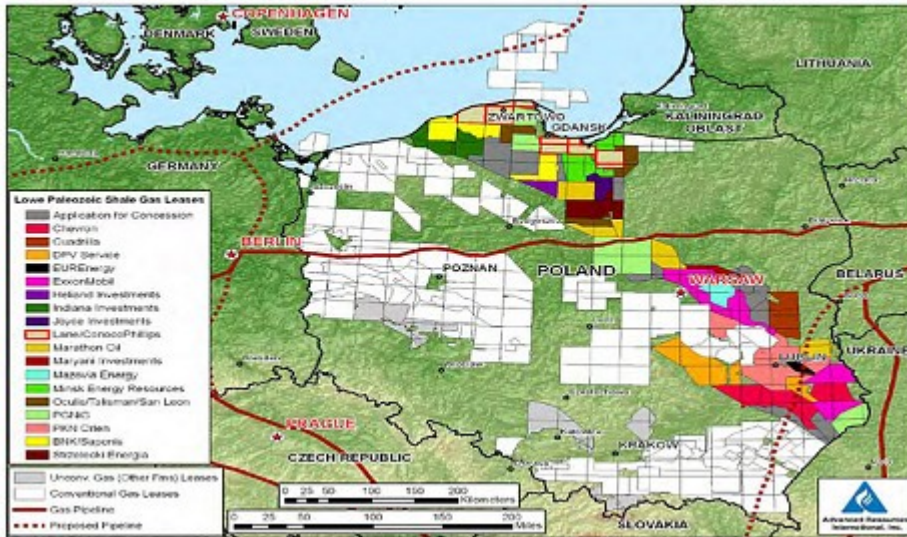 COPENHAGEN
DENMARK
SWEDEN
LITHUANIA
ZWARTOWO
GDANSK
KALININGRAD
OBLAST
GERMANY
Lowe Paleozoic Shale Gas Leases
Application for Concession
Chevron
Cuadrilla
DPV Service
EUREnergy
ExxonMobil
Investments
Indiana Investments
Joyce Investments
Lane/ConocoPhillips
Marathon Oil
Maryani Investments
Mazovia Energy
Minsk Energy Resources
Oculis/Talisman/San Leon
PGNiG
PKN Orlen
BNK/Saponis
Strzelecki Energia
Unconv. Gas (Other Fms) Leases
Conventional Gas Leases
Gas Pipeline
Proposed Pipeline
BERLIN
POZNAN
POLAND
WARSAW
BELARUS
LUBLIN
UKRAINE
PRAGUE
CZECH REPUBLIC
KRAKOW
SLOVAKIA
0 50 100 150 200
Kilometers
0 50 100 150 200
Miles
Advanced Resources
International, Inc.